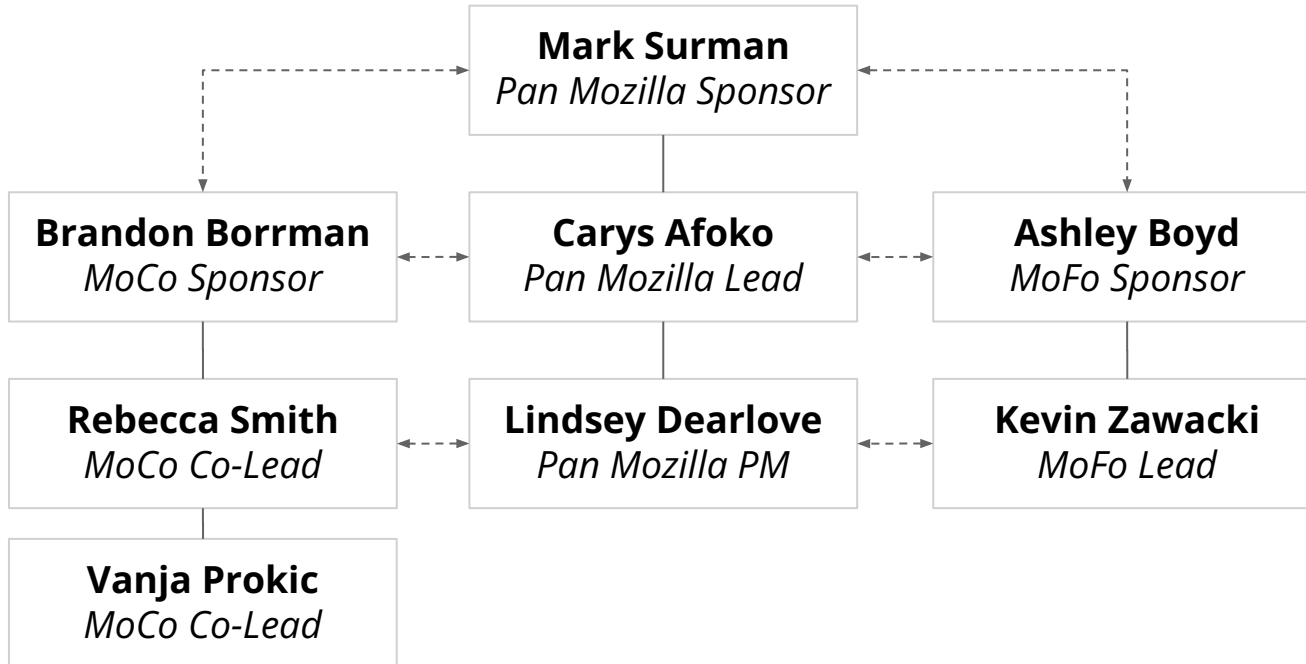 Mark Surman
Pan Mozilla Sponsor
Brandon Borrman
MoCo Sponsor
Carys Afoko
Pan Mozilla Lead
Ashley Boyd
MoFo Sponsor
Rebecca Smith
MoCo Co-Lead
Lindsey Dearlove
Pan Mozilla PM
Kevin Zawacki
MoFo Lead
Vanja Prokic
MoCo Co-Lead